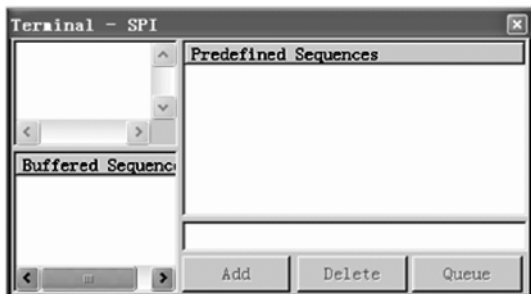 Terminal - SPI
Predefined Sequences
Buffered Sequenc
Add Delete Queue